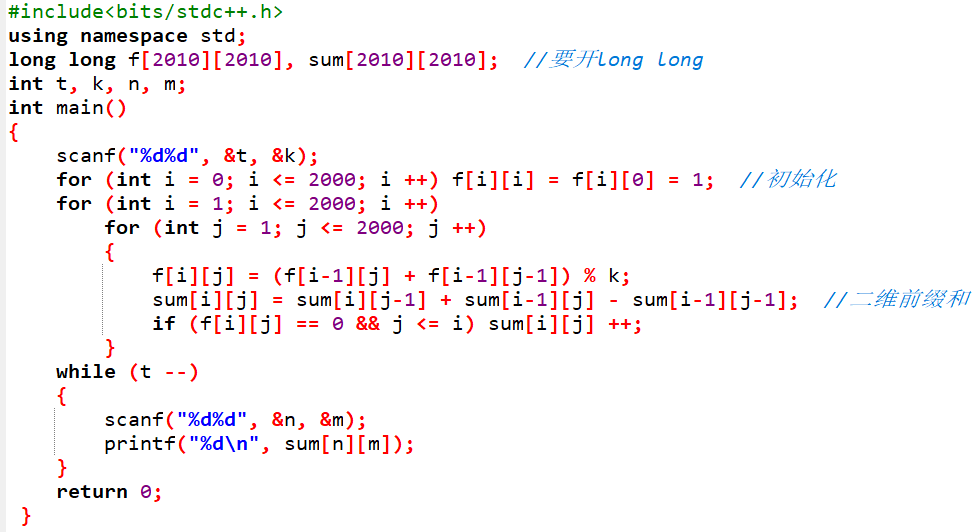 #include<bits/stdc++.h>
using namespace std;
long long f[2010][2010], sum[2010][2010];  //要开long long
int t, k, n, m;
int main()
{
    scanf("%d%d", &t, &k);
    for (int i = 0; i <= 2000; i ++) f[i][i] = f[i][0] = 1;  //初始化
    for (int i = 1; i <= 2000; i ++)
        for (int j = 1; j <= 2000; j ++)
        {
            f[i][j] = (f[i-1][j] + f[i-1][j-1]) % k;
            sum[i][j] = sum[i][j-1] + sum[i-1][j] - sum[i-1][j-1];  //二维前缀和
            if (f[i][j] == 0 && j <= i) sum[i][j] ++;
        }
    while (t --)
    {
        scanf("%d%d", &n, &m);
        printf("%d\n", sum[n][m]);
    }
    return 0;
}